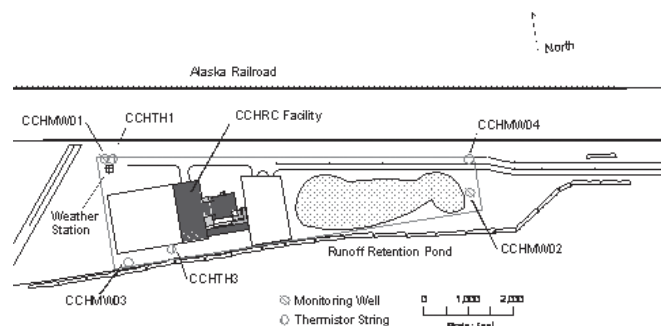 North
Alaska Railroad
CCHMW01
CCHTH1
CCHRC Facility
CCHMW04
Weather
Station
Runoff Retention Pond
CCHMW02
CCHTH3
CCHMW03
Monitoring Well
Thermistor String
0 1,000 2,000